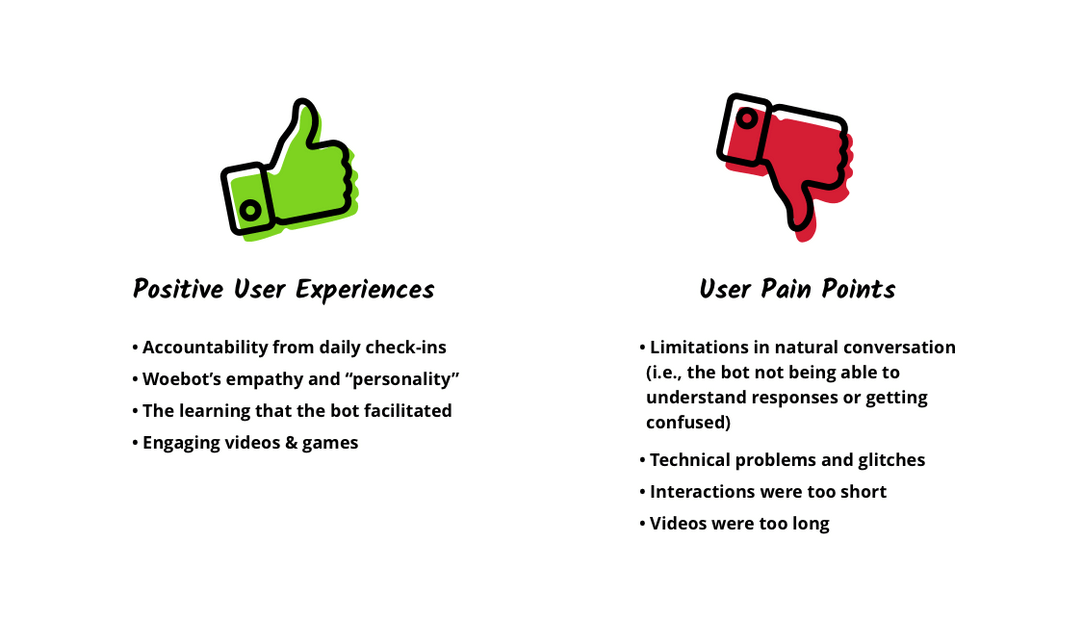 Positive User Experiences
• Accountability from daily check-ins
• Woebot’s empathy and “personality”
• The learning that the bot facilitated
• Engaging videos & games
User Pain Points
• Limitations in natural conversation
(i.e., the bot not being able to
understand responses or getting
confused)
• Technical problems and glitches
• Interactions were too short
• Videos were too long